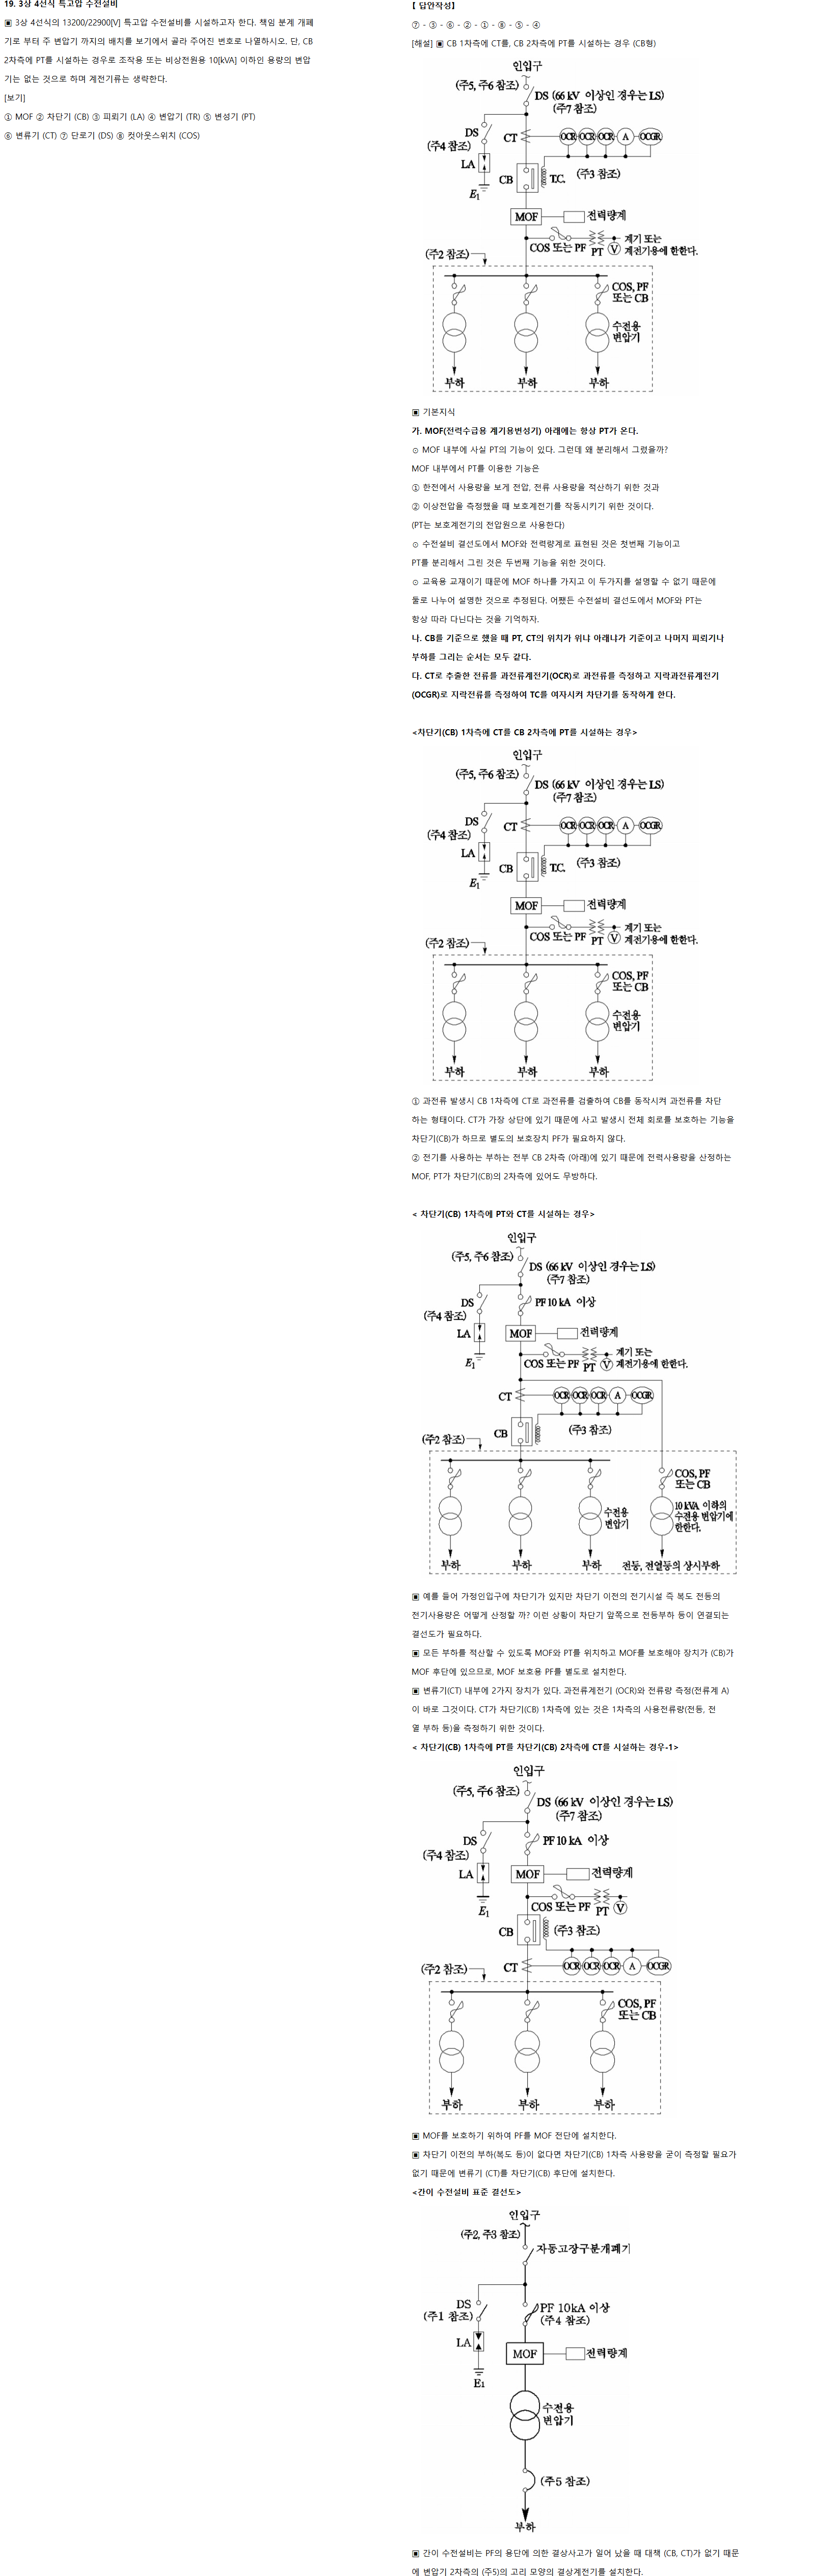 19. 3상 4선식 특고압 수전설비
▣ 3상 4선식의 13200/22900[V] 특고압 수전설비를 시설하고자 한다. 책임 분계 개폐
기로 부터 주 변압기 까지의 배치를 보기에서 골라 주어진 번호로 나열하시오. 단, CB
2차측에 PT를 시설하는 경우로 조작용 또는 비상전원용 10[kVA] 이하인 용량의 변압
기는 없는 것으로 하며 계전기류는 생략한다.
[보기]
① MOF ② 차단기 (CB) ③ 피뢰기 (LA) ④ 변압기 (TR) ⑤ 변성기 (PT)
⑥ 변류기 (CT) ⑦ 단로기 (DS) ⑧ 컷아웃스위치 (COS)
【 답안작성】
⑦ - ③ - ⑥ - ② - ① - ⑧ - ⑤ - ④
[해설] ▣ CB 1차측에 CT를, CB 2차측에 PT를 시설하는 경우 (CB형)
인입구
(주5, 주6 참조)
DS (66 kV 이상인 경우는 LS)
(주7 참조)
DS
(주4 참조)
CT
OCR OCR OCR A OCGR
LA
E1
CB
T.C.
(주3 참조)
MOF
전력량계
COS 또는 PF
PT
V
계기 또는
계전기용에 한한다.
(주2 참조)
COS, PF
또는 CB
수전용
변압기
부하
부하
부하
▣ 기본지식
가. MOF(전력수급용 계기용변성기) 아래에는 항상 PT가 온다.
⊙ MOF 내부에 사실 PT의 기능이 있다. 그런데 왜 분리해서 그렸을까?
MOF 내부에서 PT를 이용한 기능은
① 한전에서 사용량을 보게 전압, 전류 사용량을 적산하기 위한 것과
② 이상전압을 측정했을 때 보호계전기를 작동시키기 위한 것이다.
(PT는 보호계전기의 전압원으로 사용한다)
⊙ 수전설비 결선도에서 MOF와 전력량계로 표현된 것은 첫번째 기능이고
PT를 분리해서 그린 것은 두번째 기능을 위한 것이다.
⊙ 교육용 교재이기 때문에 MOF 하나를 가지고 이 두가지를 설명할 수 없기 때문에
둘로 나누어 설명한 것으로 추정된다. 어쨌든 수전설비 결선도에서 MOF와 PT는
항상 따라 다닌다는 것을 기억하자.
나. CB를 기준으로 했을 때 PT, CT의 위치가 위냐 아래냐가 기준이고 나머지 피뢰기나
부하를 그리는 순서는 모두 같다.
다. CT로 추출한 전류를 과전류계전기(OCR)로 과전류를 측정하고 지락과전류계전기
(OCGR)로 지락전류를 측정하여 TC를 여자시켜 차단기를 동작하게 한다.
<차단기(CB) 1차측에 CT를 CB 2차측에 PT를 시설하는 경우>
인입구
(주5, 주6 참조)
DS (66 kV 이상인 경우는 LS)
(주7 참조)
DS
(주4 참조)
CT
OCR OCR OCR A OCGR
LA
E1
CB
T.C.
(주3 참조)
MOF
전력량계
COS 또는 PF
PT
V
계기 또는
계전기용에 한한다.
(주2 참조)
COS, PF
또는 CB
수전용
변압기
부하
부하
부하
① 과전류 발생시 CB 1차측에 CT로 과전류를 검출하여 CB를 동작시켜 과전류를 차단
하는 형태이다. CT가 가장 상단에 있기 때문에 사고 발생시 전체 회로를 보호하는 기능을
차단기(CB)가 하므로 별도의 보호장치 PF가 필요하지 않다.
② 전기를 사용하는 부하는 전부 CB 2차측 (아래)에 있기 때문에 전력사용량을 산정하는
MOF, PT가 차단기(CB)의 2차측에 있어도 무방하다.
< 차단기(CB) 1차측에 PT와 CT를 시설하는 경우>
인입구
(주5, 주6 참조)
DS (66 kV 이상인 경우는 LS)
(주7 참조)
DS
(주4 참조)
PF 10 kA 이상
LA
E1
MOF
전력량계
COS 또는 PF
PT
V
계기 또는
계전기용에 한한다.
CT
OCR OCR OCR A OCGR
CB
(주3 참조)
(주2 참조)
COS, PF
또는 CB
수전용
변압기
10 kVA 이하의
수전용 변압기에
한한다.
부하
부하
부하
전등, 전열등의 상시부하
▣ 예를 들어 가정인입구에 차단기가 있지만 차단기 이전의 전기시설 즉 복도 전등의
전기사용량은 어떻게 산정할 까? 이런 상황이 차단기 앞쪽으로 전등부하 등이 연결되는
결선도가 필요하다.
▣ 모든 부하를 적산할 수 있도록 MOF와 PT를 위치하고 MOF를 보호해야 장치가 (CB)가
MOF 후단에 있으므로, MOF 보호용 PF를 별도로 설치한다.
▣ 변류기(CT) 내부에 2가지 장치가 있다. 과전류계전기 (OCR)와 전류량 측정(전류계 A)
이 바로 그것이다. CT가 차단기(CB) 1차측에 있는 것은 1차측의 사용전류량(전등, 전
열 부하 등)을 측정하기 위한 것이다.
< 차단기(CB) 1차측에 PT를 차단기(CB) 2차측에 CT를 시설하는 경우-1>
인입구
(주5, 주6 참조)
DS (66 kV 이상인 경우는 LS)
(주7 참조)
DS
(주4 참조)
PF 10 kA 이상
LA
E1
MOF
전력량계
COS 또는 PF
PT
V
CB
(주3 참조)
CT
OCR OCR OCR A OCGR
(주2 참조)
COS, PF
또는 CB
부하
부하
부하
▣ MOF를 보호하기 위하여 PF를 MOF 전단에 설치한다.
▣ 차단기 이전의 부하(복도 등)이 없다면 차단기(CB) 1차측 사용량을 굳이 측정할 필요가
없기 때문에 변류기 (CT)를 차단기(CB) 후단에 설치한다.
<간이 수전설비 표준 결선도>
인입구
(주2, 주3 참조)
자동고장구분개폐기
DS
(주1 참조)
PF 10kA 이상
(주4 참조)
LA
E1
MOF
전력량계
수전용
변압기
(주5 참조)
부하
▣ 간이 수전설비는 PF의 용단에 의한 결상사고가 일어 났을 때 대책 (CB, CT)가 없기 때문
에 변압기 2차측의 (주5)의 고리 모양의 결상계전기를 설치한다.